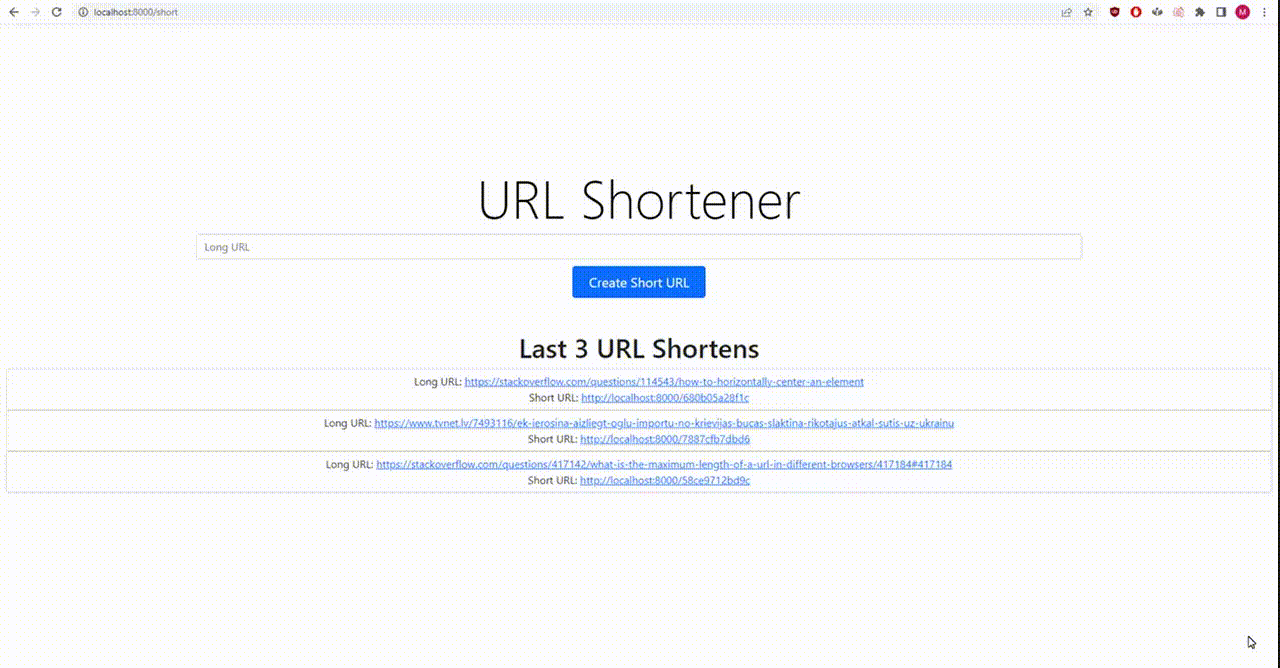 localhost:8000/short
M
URL Shortener
Long URL
Create Short URL
Last 3 URL Shortens
Long URL: https://stackoverflow.com/questions/114543/how-to-horizontally-center-an-element
Short URL: http://localhost:8000/680b05a28f1c
Long URL: https://www.tvnet.lv/7493116/ek-ierosina-aizliegt-oglu-importu-no-krievijas-bucas-slaktina-rikotajus-atkal-sutis-uz-ukrainu
Short URL: http://localhost:8000/7887cfb7dbd6
Long URL: https://stackoverflow.com/questions/417142/what-is-the-maximum-length-of-a-url-in-different-browsers/417184#417184
Short URL: http://localhost:8000/58ce9712bd9c